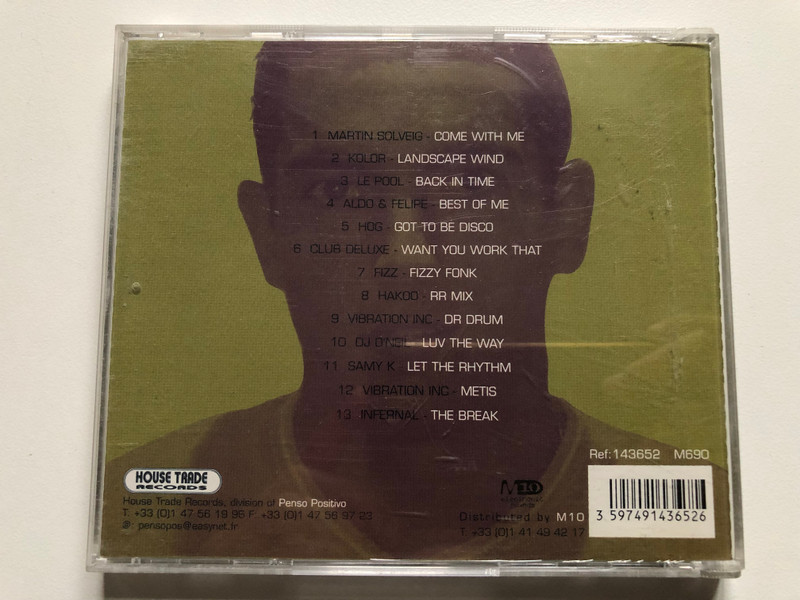 1 MARTIN SOLVEIG - COME WITH ME
2 KOLOR - LANDSCAPE WIND
3 LE POOL - BACK IN TIME
4 ALDO & FELIPE - BEST OF ME
5 HOG - GOT TO BE DISCO
6 CLUB DELUXE - WANT YOU WORK THAT
7 FIZZ - FIZZY FONK
8 HAKOO - RR MIX
9 VIBRATION INC - DR DRUM
10 DJ D'NEIL - LUV THE WAY
11 SAMY K - LET THE RHYTHM
12 VIBRATION INC - METIS
13 INFERNAL - THE BREAK
Ref: 143652 M690
HOUSE TRADE
RECORDS
M10
House Trade Records, division of Penso Positivo
T. +33 (0)1 47 56 19 96 F: +33 (0)1 47 56 97 23
@: pensopos@easynet.fr
Distributed by M10
T. +33 (0)1 41 49 42 17
3 597491 436526